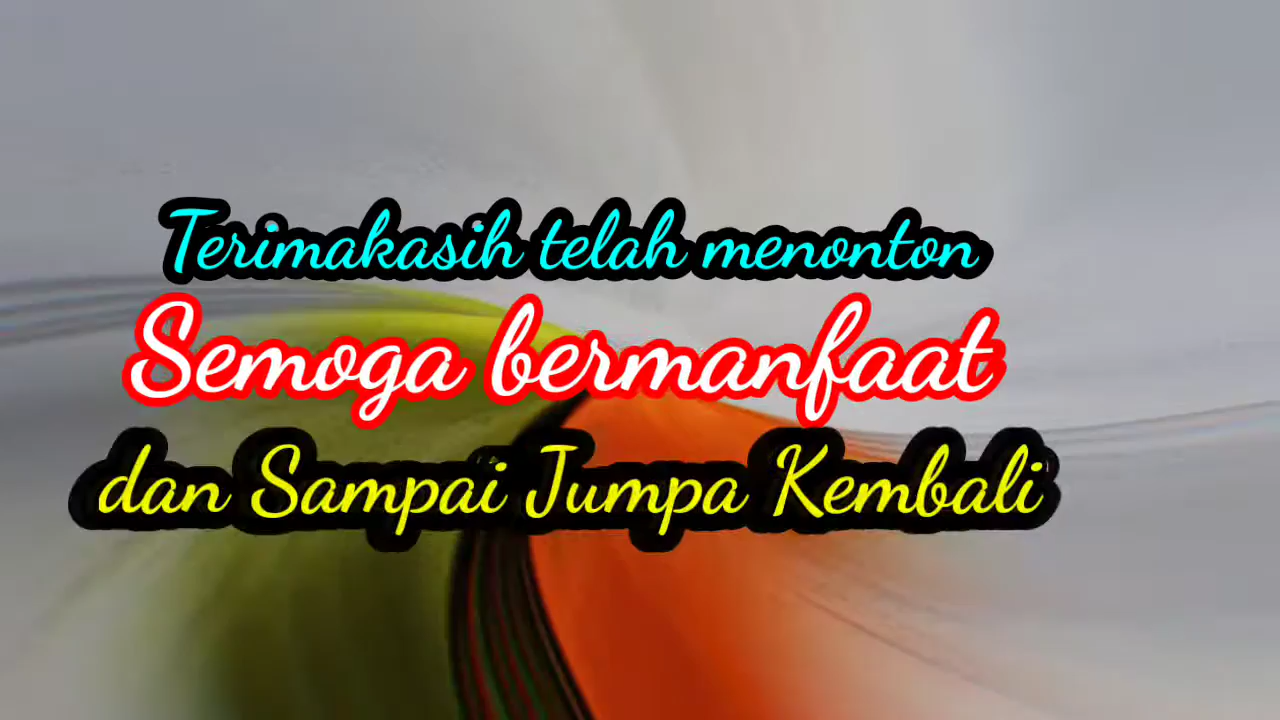 Terimakasih telah menonton
Semoga bermanfaat
dan Sampai Jumpa Kembali